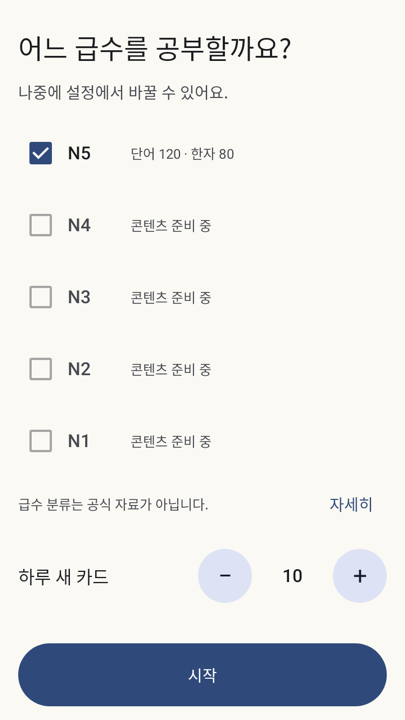 어느 급수를 공부할까요?
나중에 설정에서 바꿀 수 있어요.
N5 단어 120 · 한자 80
N4 콘텐츠 준비 중
N3 콘텐츠 준비 중
N2 콘텐츠 준비 중
N1 콘텐츠 준비 중
급수 분류는 공식 자료가 아닙니다. 자세히
하루 새 카드 − 10 +
시작